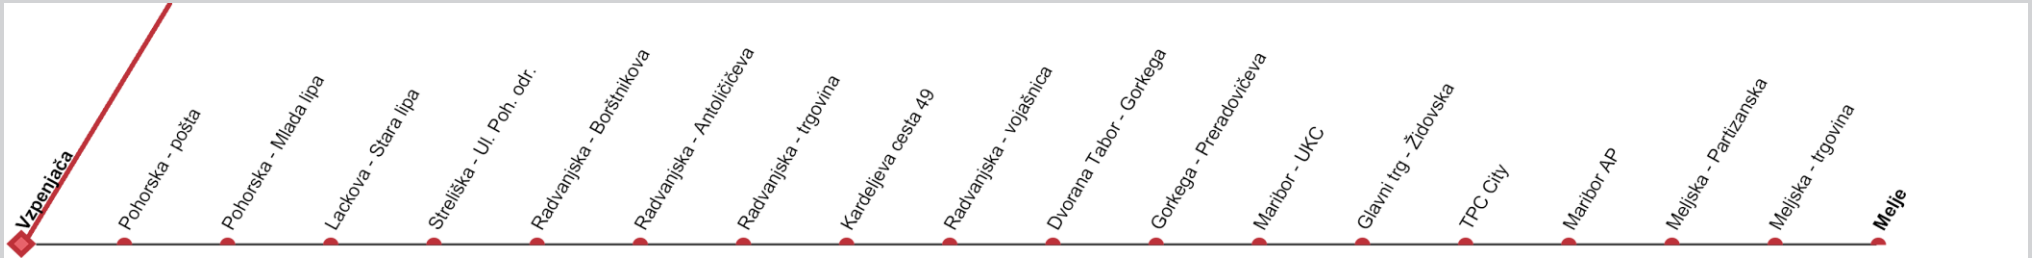 Vzpenjača
Pohorska - pošta
Pohorska - Mlada lipa
Lackova - Stara lipa
Streliška - Ul. Poh. odr.
Radvanjska - Borštnikova
Radvanjska - Antoličičeva
Radvanjska - trgovina
Kardeljeva cesta 49
Radvanjska - vojašnica
Dvorana Tabor - Gorkega
Gorkega - Preradovičeva
Maribor - UKC
Glavni trg - Židovska
TPC City
Maribor AP
Meljska - Partizanska
Meljska - trgovina
Melje